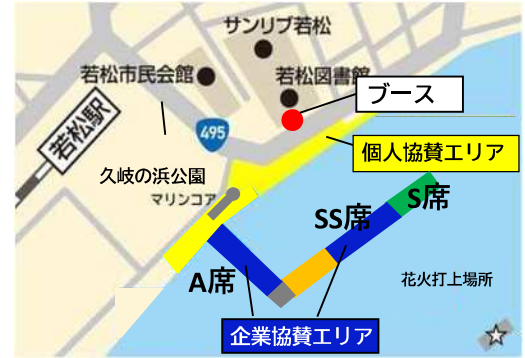 サンリブ若松
若松市民会館
若松図書館
ブース
若松駅
495
個人協賛エリア
久岐の浜公園
マリンコア
S席
SS席
A席
花火打上場所
企業協賛エリア